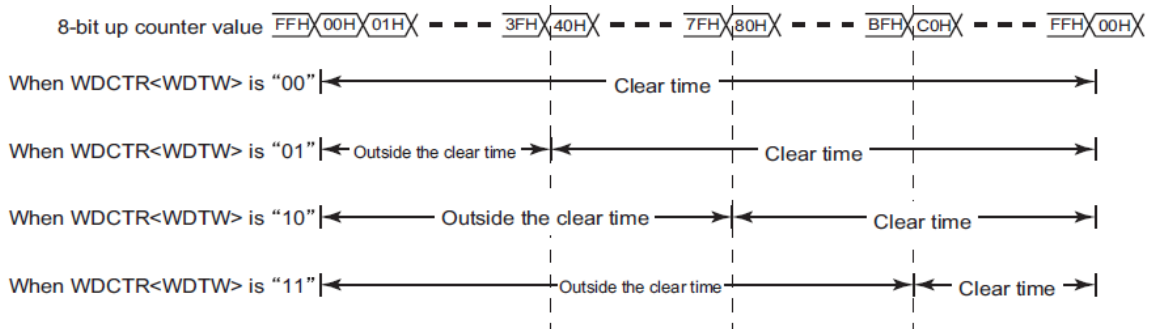 8-bit up counter value FFH 00H 01H 3FH 40H 7FH 80H BFH C0H FFH 00H
When WDCTR<WDTW> is “00” Clear time
When WDCTR<WDTW> is “01” Outside the clear time Clear time
When WDCTR<WDTW> is “10” Outside the clear time Clear time
When WDCTR<WDTW> is “11” Outside the clear time Clear time